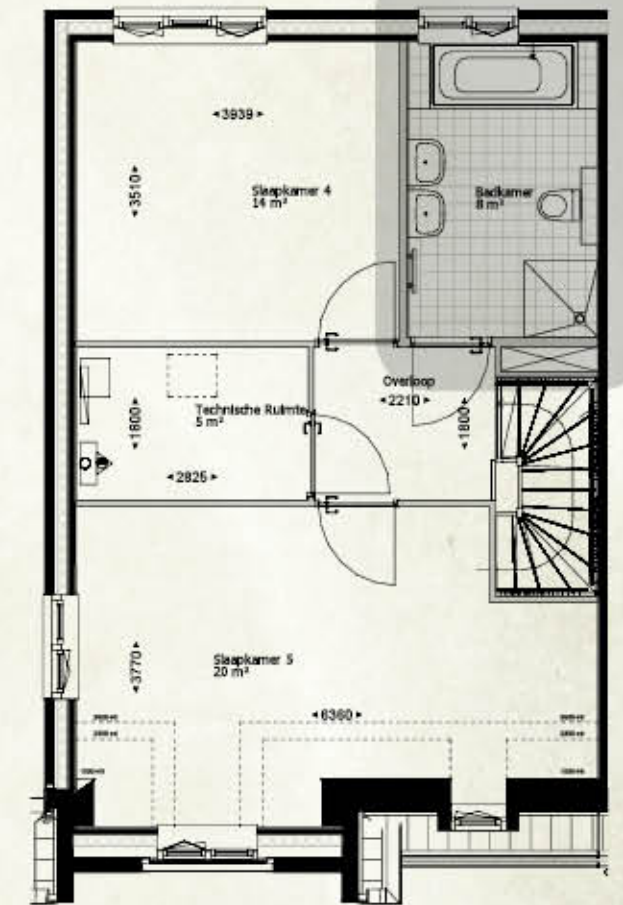 3939
3510
Slaapkamer 4
14 m²
Badkamer
8 m²
Overloop
2210
1800
Technische Ruimte
5 m²
1800
2825
Slaapkamer 5
20 m²
3770
6360